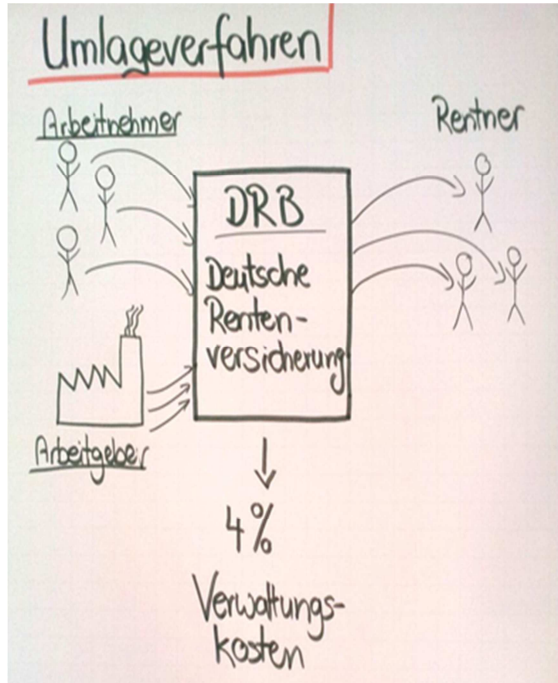 Umlageverfahren
Arbeitnehmer
Rentner
DRB
Deutsche
Renten-
versicherung
Arbeitgeber
4%
Verwaltungs-
kosten